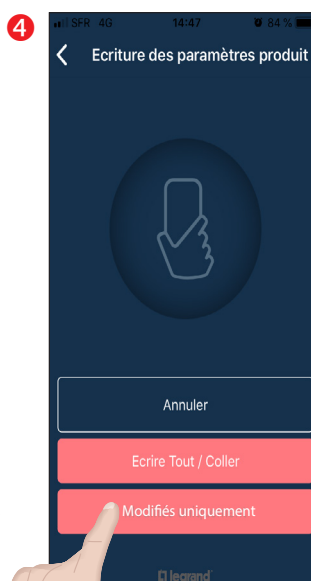 4
SFR 4G 14:47 84 %
Ecriture des paramètres produit
Annuler
Ecrire Tout / Coller
Modifiés uniquement
legrand